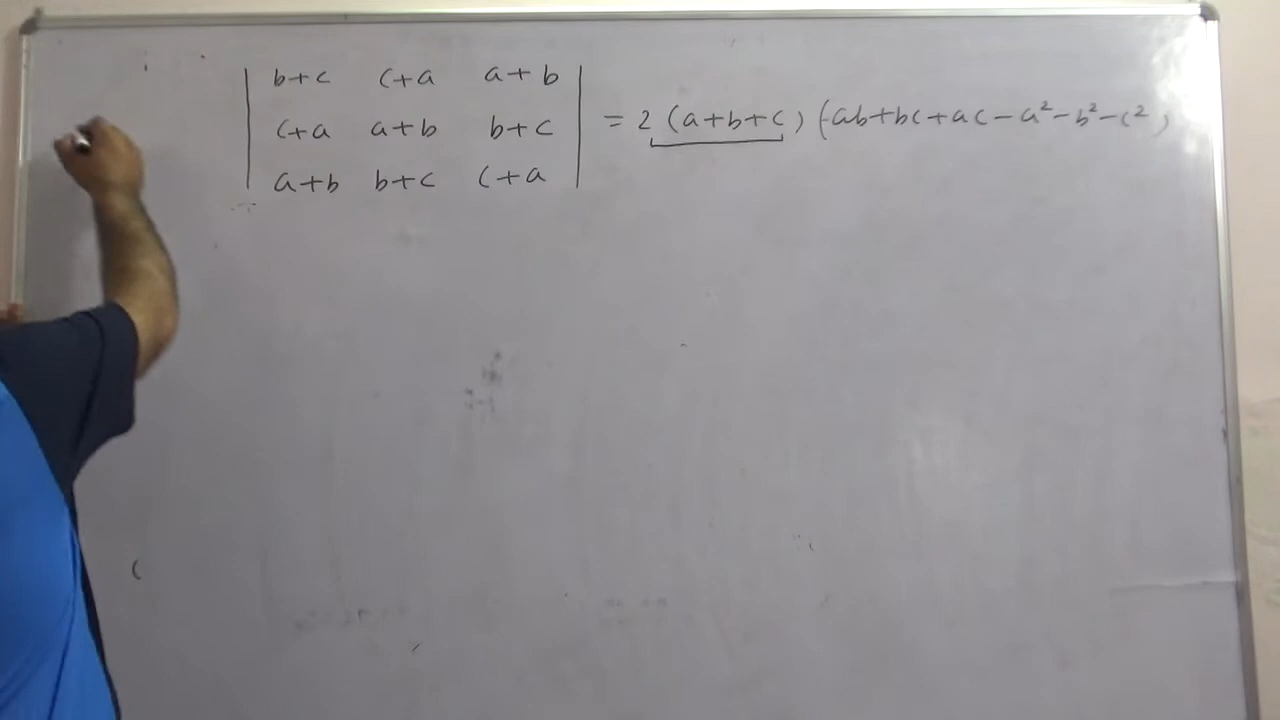 | b+c c+a a+b |
| c+a a+b b+c | = 2 (a+b+c) (ab+bc+ac-a²-b²-c²)
| a+b b+c c+a |
(